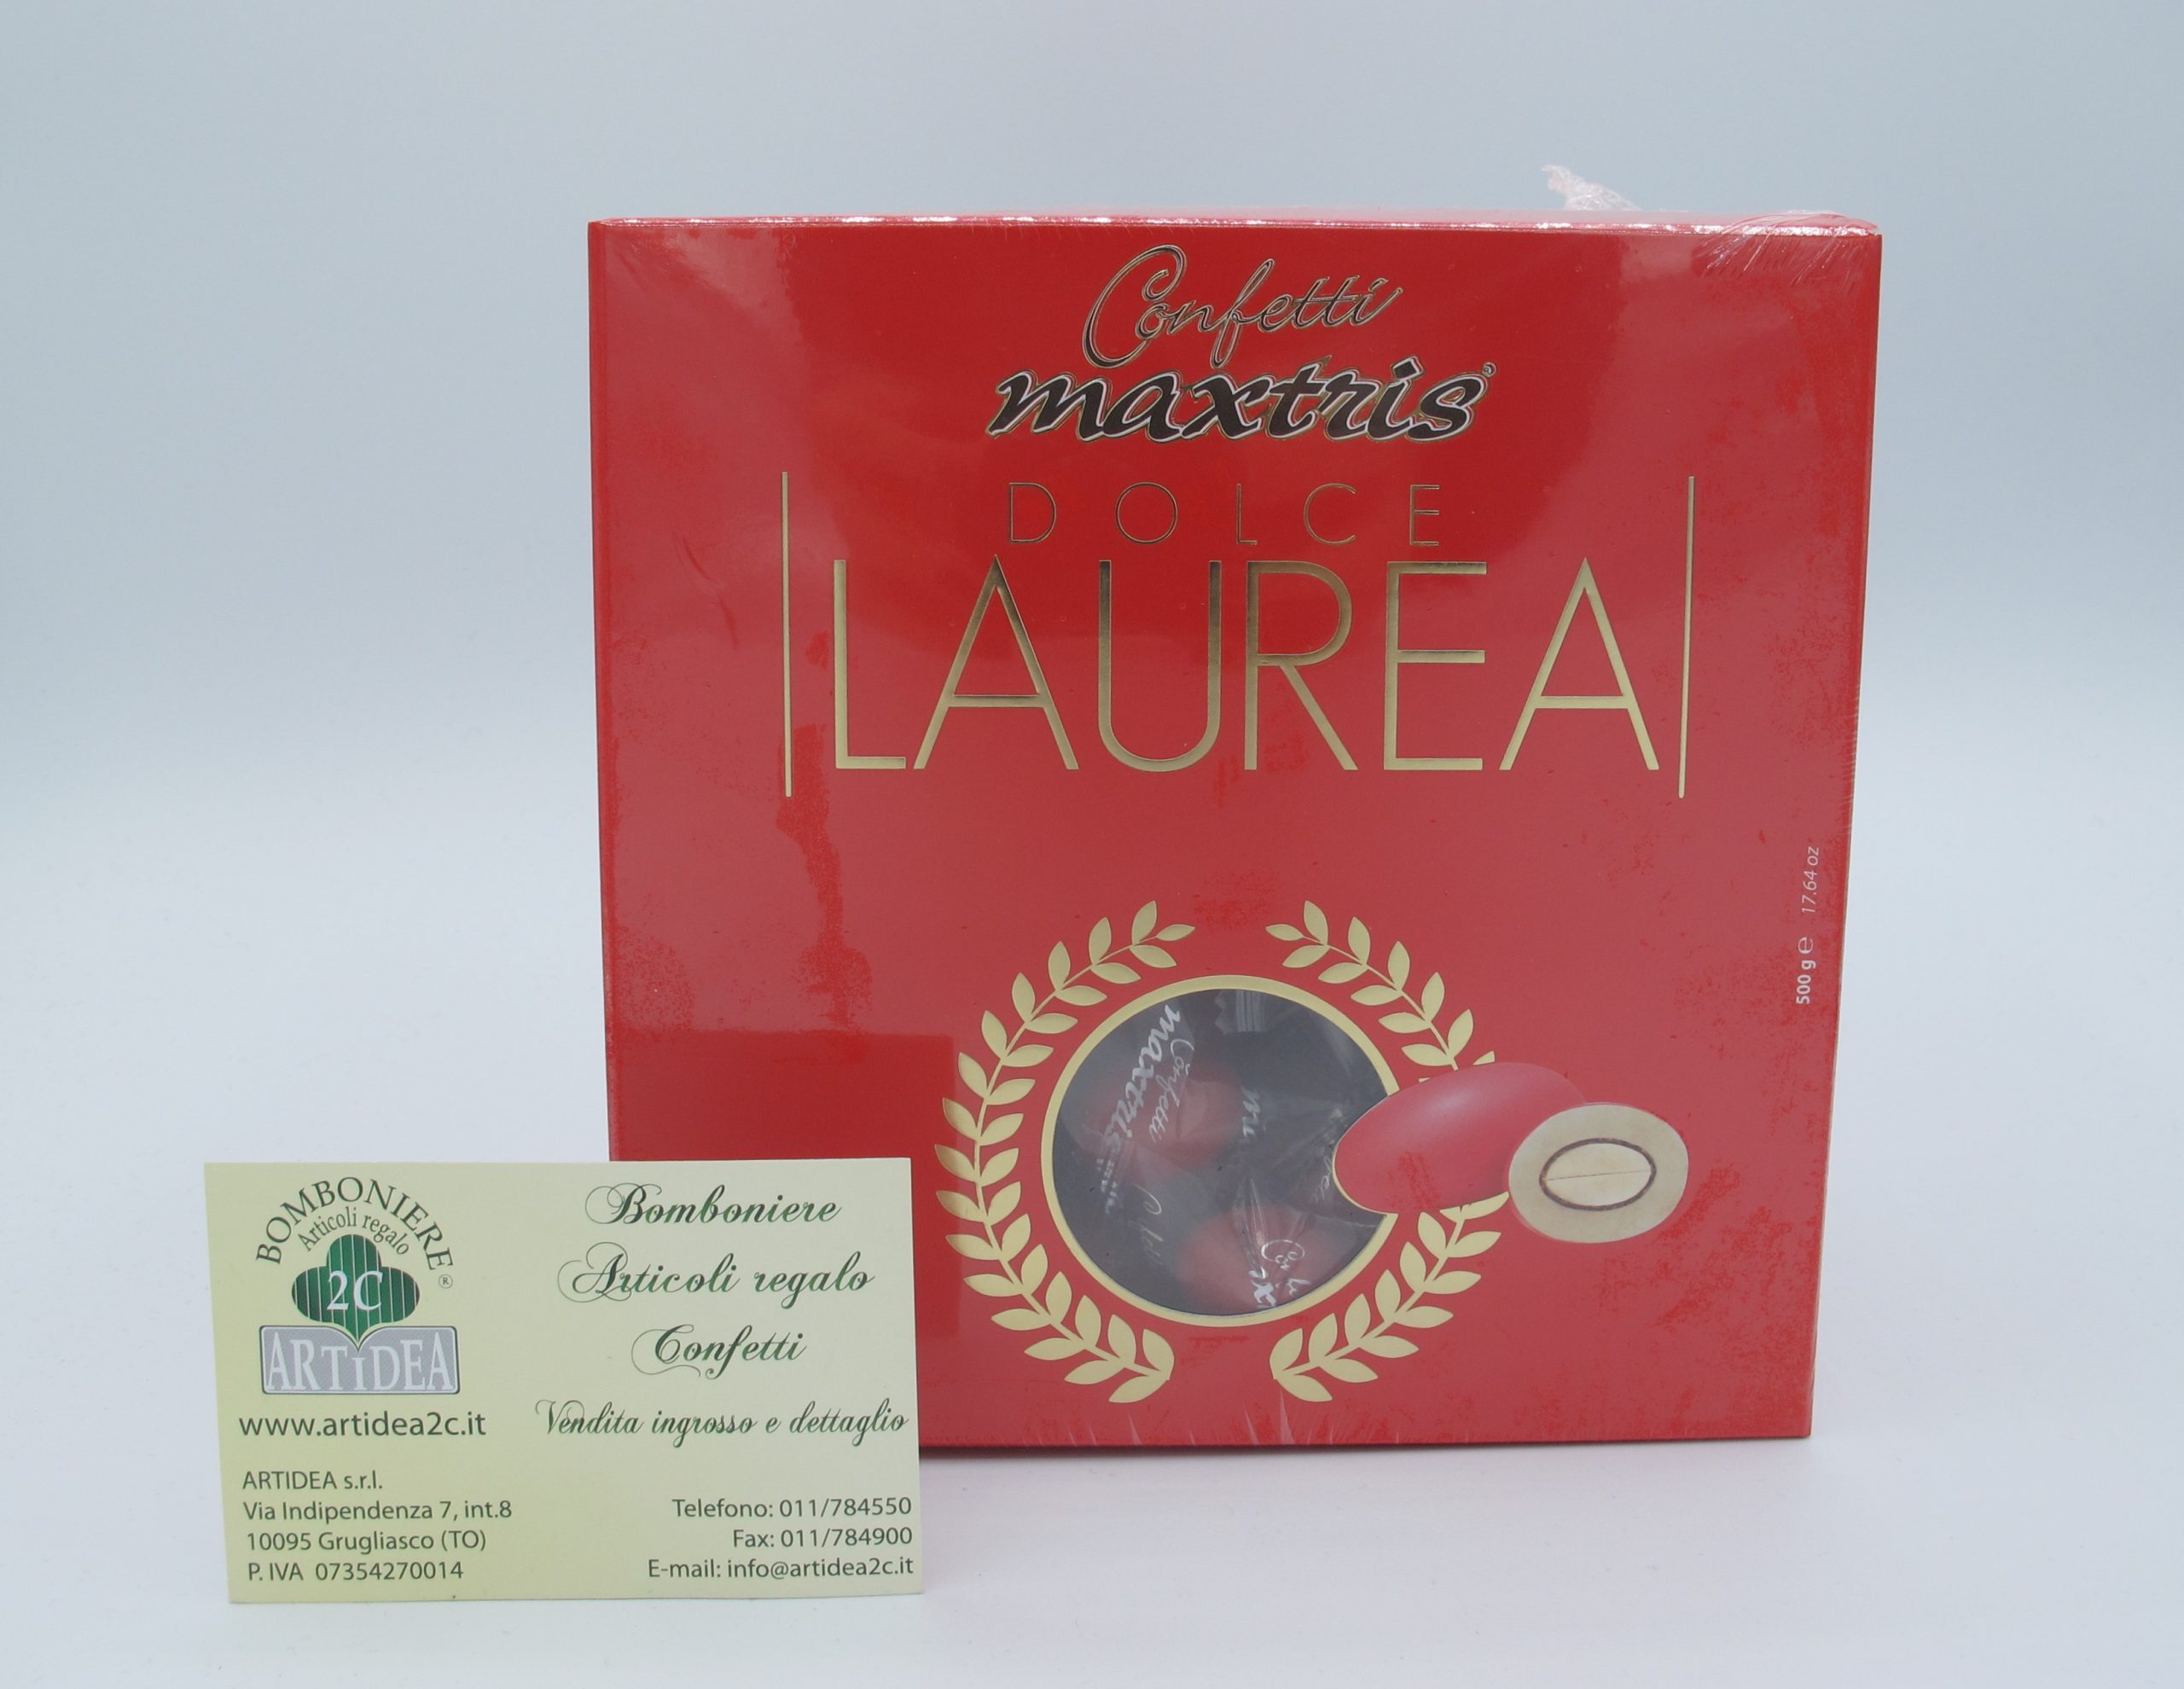 Confetti
maxtris®
DOLCE
LAUREA
500 g ℮ 17.64 oz
maxtris
Confetti
BOMBONIERE
Articoli regalo
2C
®
ARTiDEA
www.artidea2c.it
ARTIDEA s.r.l.
Via Indipendenza 7, int.8
10095 Grugliasco (TO)
P. IVA 07354270014
Bomboniere
Articoli regalo
Confetti
Vendita ingrosso e dettaglio
Telefono: 011/784550
Fax: 011/784900
E-mail: info@artidea2c.it